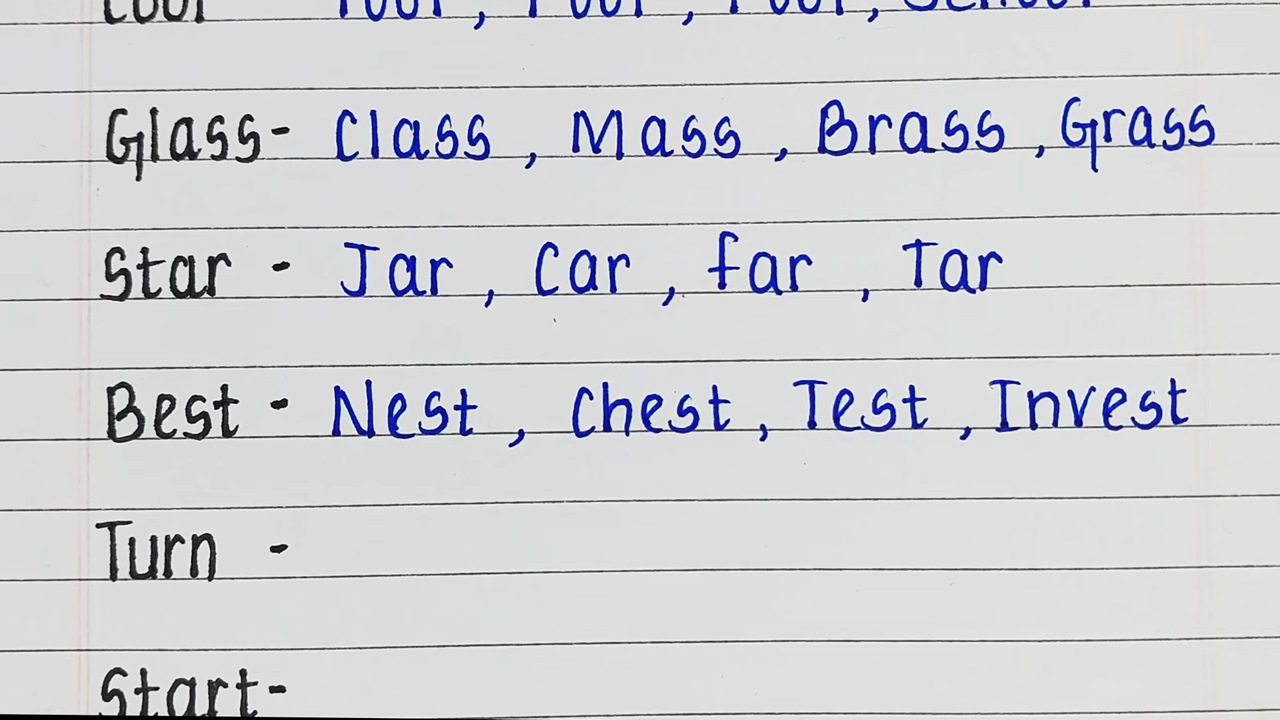 Glass- Class, Mass, Brass, Grass
Star - Jar, Car, far, Tar
Best - Nest, Chest, Test, Invest
Turn -
Start-